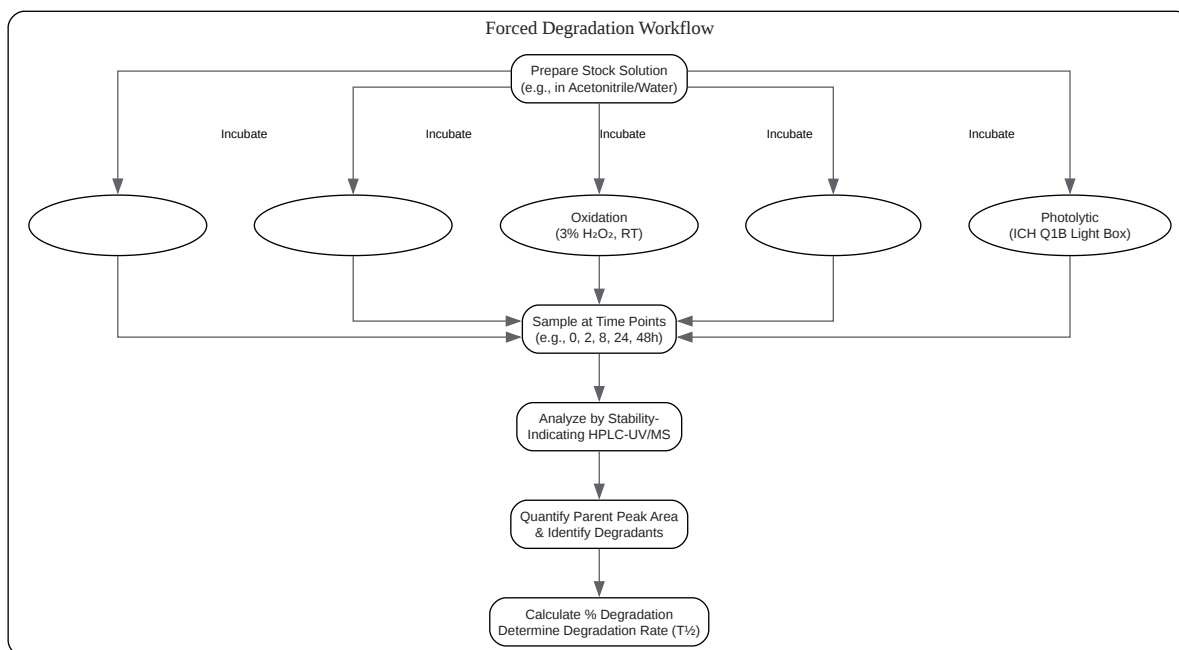 Forced Degradation Workflow
Prepare Stock Solution
(e.g., in Acetonitrile/Water)
Incubate
Incubate
Incubate
Incubate
Incubate
Oxidation
(3% H₂O₂, RT)
Photolytic
(ICH Q1B Light Box)
Sample at Time Points
(e.g., 0, 2, 8, 24, 48h)
Analyze by Stability-
Indicating HPLC-UV/MS
Quantify Parent Peak Area
& Identify Degradants
Calculate % Degradation
Determine Degradation Rate (T½)